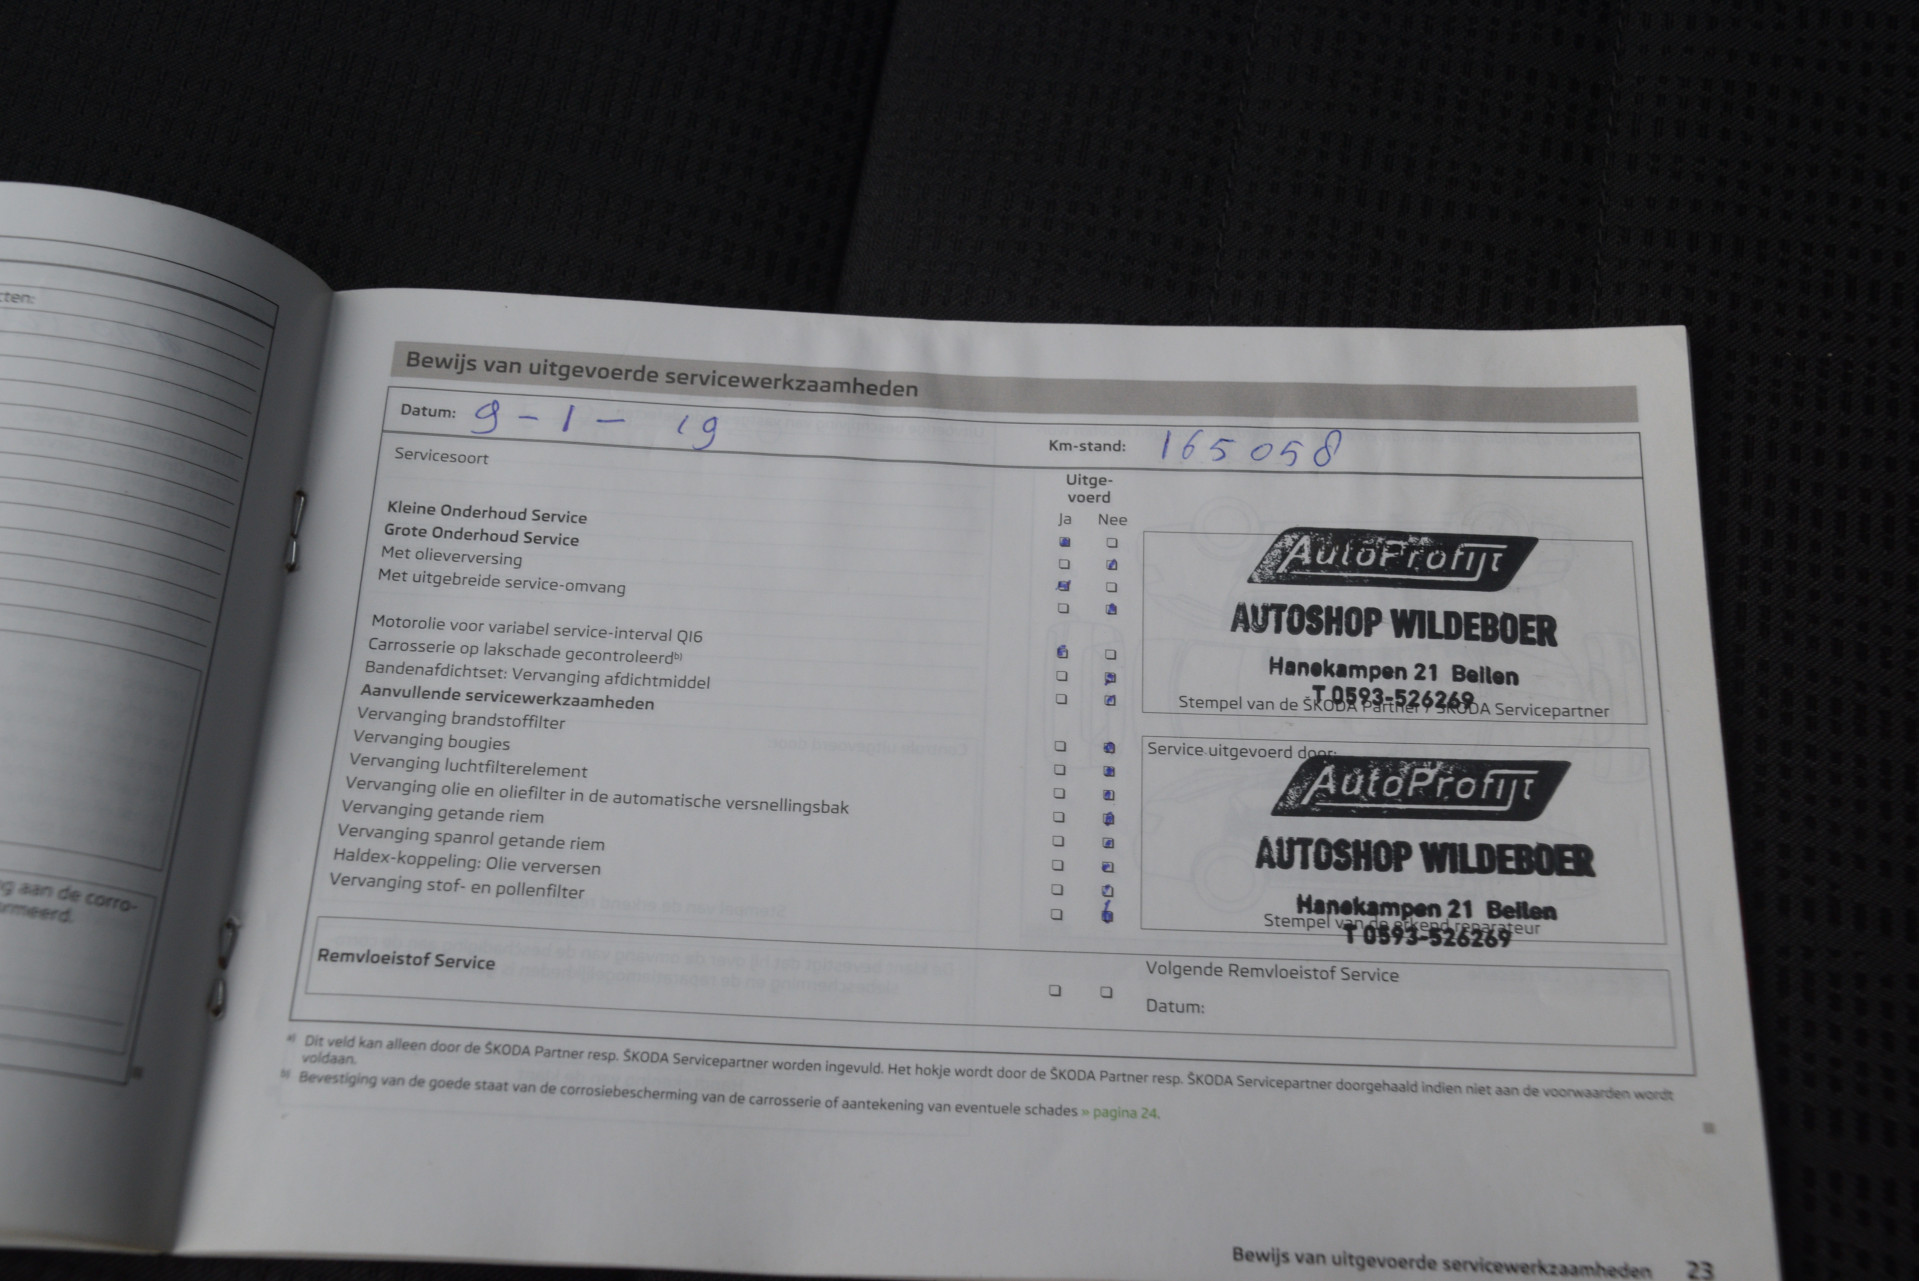 cten:
g aan de corro-
ormeerd.
Bewijs van uitgevoerde servicewerkzaamheden
Datum: 9 - 1 - 19
Km-stand: 165058
Servicesoort
Uitge-
voerd
Ja Nee
Kleine Onderhoud Service
Grote Onderhoud Service
Met olieverversing
Met uitgebreide service-omvang
Motorolie voor variabel service-interval QI6
Carrosserie op lakschade gecontroleerd b)
Bandenafdichtset: Vervanging afdichtmiddel
Aanvullende servicewerkzaamheden
Vervanging brandstoffilter
Vervanging bougies
Vervanging luchtfilterelement
Vervanging olie en oliefilter in de automatische versnellingsbak
Vervanging getande riem
Vervanging spanrol getande riem
Haldex-koppeling: Olie verversen
Vervanging stof- en pollenfilter
AutoProfijt
AUTOSHOP WILDEBOER
Hanekampen 21 Beilen
T 0593-526269
Stempel van de ŠKODA Partner / ŠKODA Servicepartner
Service uitgevoerd door:
AutoProfijt
AUTOSHOP WILDEBOER
Hanekampen 21 Beilen
Stempel van de erkend reparateur
T 0593-526269
Remvloeistof Service
Volgende Remvloeistof Service
Datum:
a) Dit veld kan alleen door de ŠKODA Partner resp. ŠKODA Servicepartner worden ingevuld. Het hokje wordt door de ŠKODA Partner resp. ŠKODA Servicepartner doorgehaald indien niet aan de voorwaarden wordt
voldaan.
b) Bevestiging van de goede staat van de corrosiebescherming van de carrosserie of aantekening van eventuele schades » pagina 24.
Bewijs van uitgevoerde servicewerkzaamheden 23